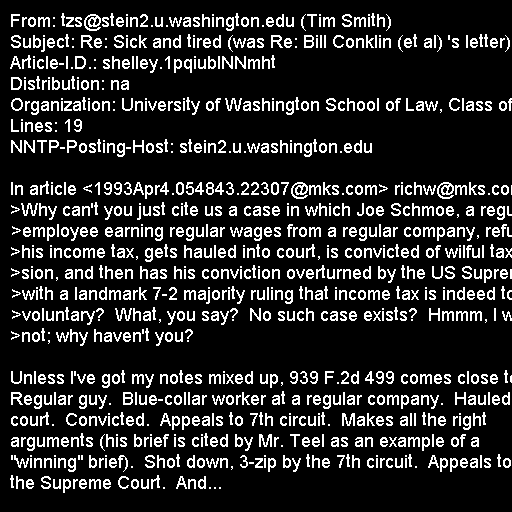 From: tzs@stein2.u.washington.edu (Tim Smith)
Subject: Re: Sick and tired (was Re: Bill Conklin (et al) 's letter)
Article-I.D.: shelley.1pqiublNNmht
Distribution: na
Organization: University of Washington School of Law, Class of
Lines: 19
NNTP-Posting-Host: stein2.u.washington.edu

In article <1993Apr4.054843.22307@mks.com> richw@mks.co
>Why can't you just cite us a case in which Joe Schmoe, a regu
>employee earning regular wages from a regular company, refu
>his income tax, gets hauled into court, is convicted of wilful tax
>sion, and then has his conviction overturned by the US Suprer
>with a landmark 7-2 majority ruling that income tax is indeed to
>voluntary?  What, you say?  No such case exists?  Hmmm, I w
>not; why haven't you?

Unless I've got my notes mixed up, 939 F.2d 499 comes close t
Regular guy.  Blue-collar worker at a regular company.  Hauled
court.  Convicted.  Appeals to 7th circuit.  Makes all the right
arguments (his brief is cited by Mr. Teel as an example of a
"winning" brief).  Shot down, 3-zip by the 7th circuit.  Appeals to
the Supreme Court.  And...